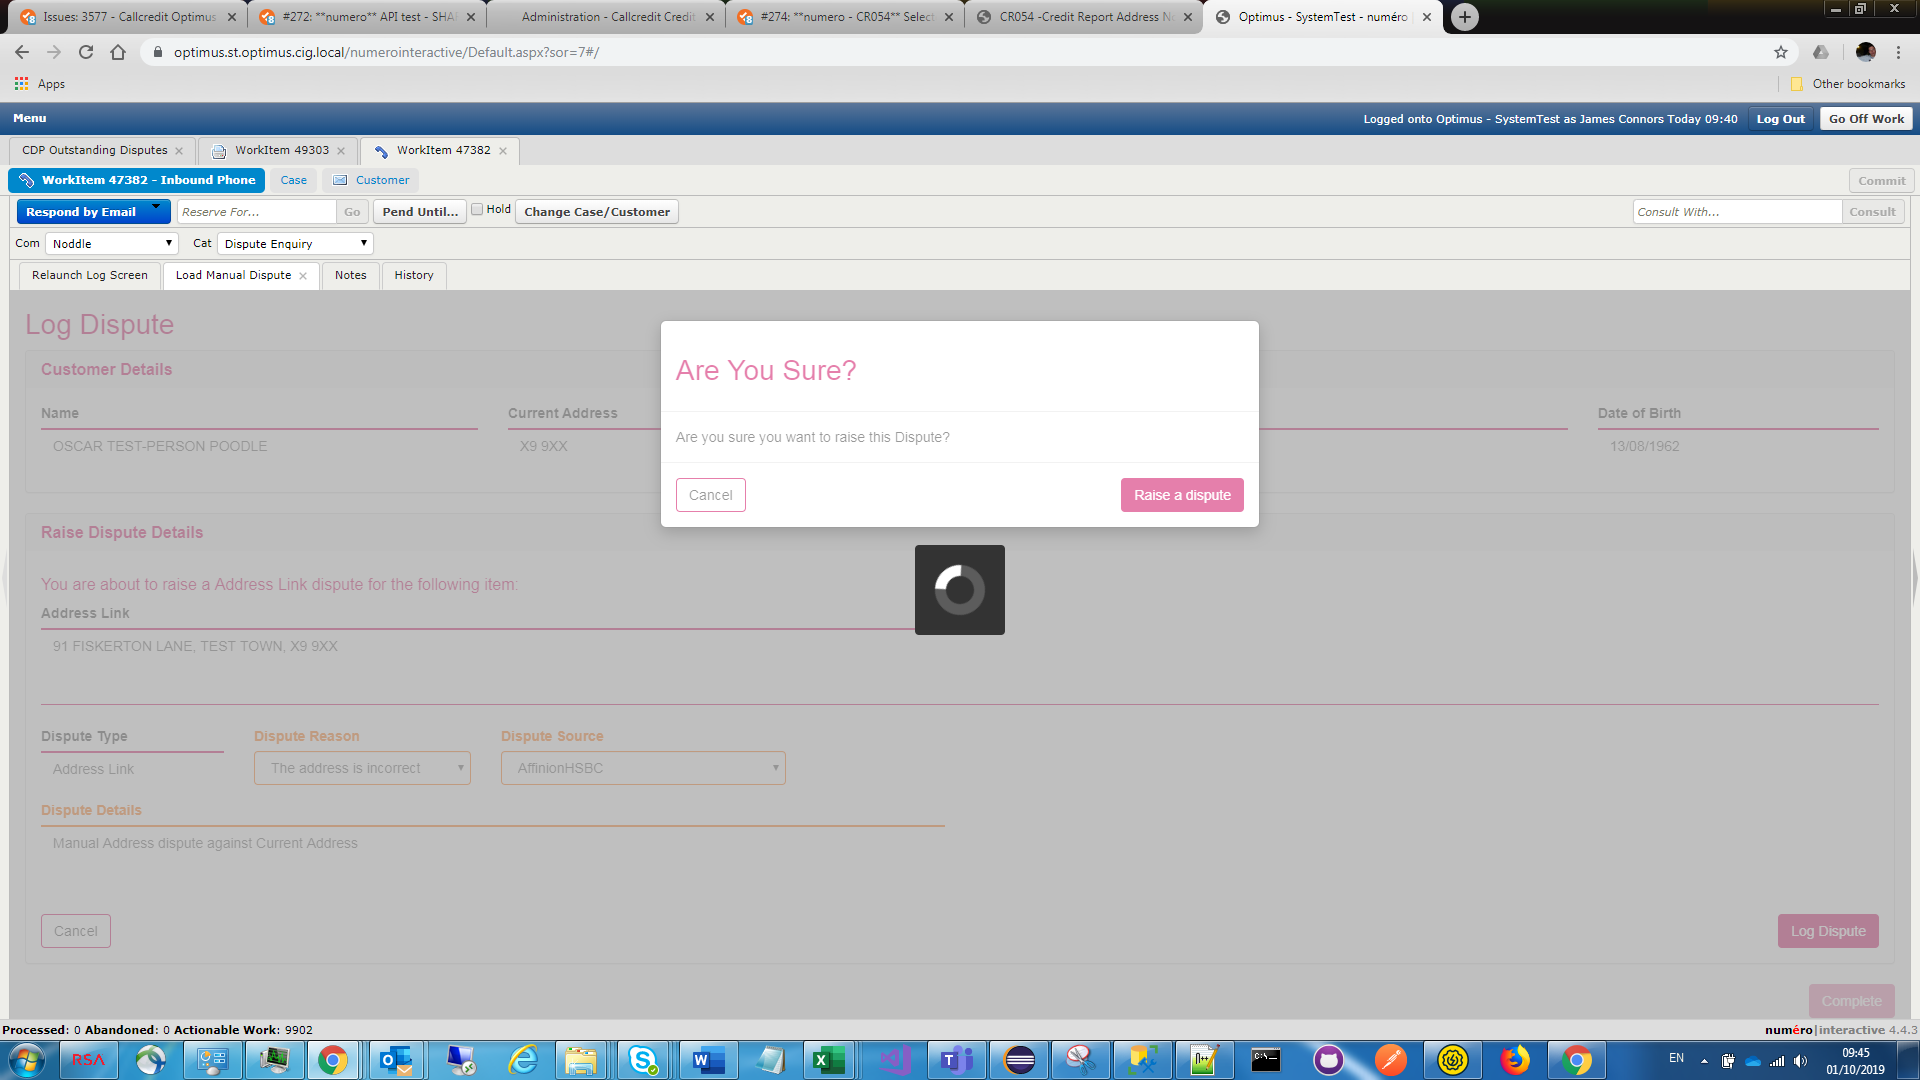 Issues: 3577 - Callcredit Optimus
#272: **numero** API test - SHA
Administration - Callcredit Credit
#274: **numero - CR054** Select
CR054 -Credit Report Address N
Optimus - SystemTest - numéro
optimus.st.optimus.cig.local/numerointeractive/Default.aspx?sor=7#/
Apps
Other bookmarks
Menu
Logged onto Optimus - SystemTest as James Connors Today 09:40
Log Out
Go Off Work
CDP Outstanding Disputes
WorkItem 49303
WorkItem 47382
WorkItem 47382 - Inbound Phone
Case
Customer
Commit
Respond by Email
Reserve For...
Go
Pend Until...
Hold
Change Case/Customer
Consult With...
Consult
Com
Noddle
Cat
Dispute Enquiry
Relaunch Log Screen
Load Manual Dispute
Notes
History
Log Dispute
Customer Details
Name
Current Address
Date of Birth
OSCAR TEST-PERSON POODLE
X9 9XX
13/08/1962
Are You Sure?
Are you sure you want to raise this Dispute?
Cancel
Raise a dispute
Raise Dispute Details
You are about to raise a Address Link dispute for the following item:
Address Link
91 FISKERTON LANE, TEST TOWN, X9 9XX
Dispute Type
Dispute Reason
Dispute Source
Address Link
The address is incorrect
AffinionHSBC
Dispute Details
Manual Address dispute against Current Address
Cancel
Log Dispute
Complete
Processed: 0 Abandoned: 0 Actionable Work: 9902
numéro|interactive 4.4.3
RSA
EN
09:45
01/10/2019